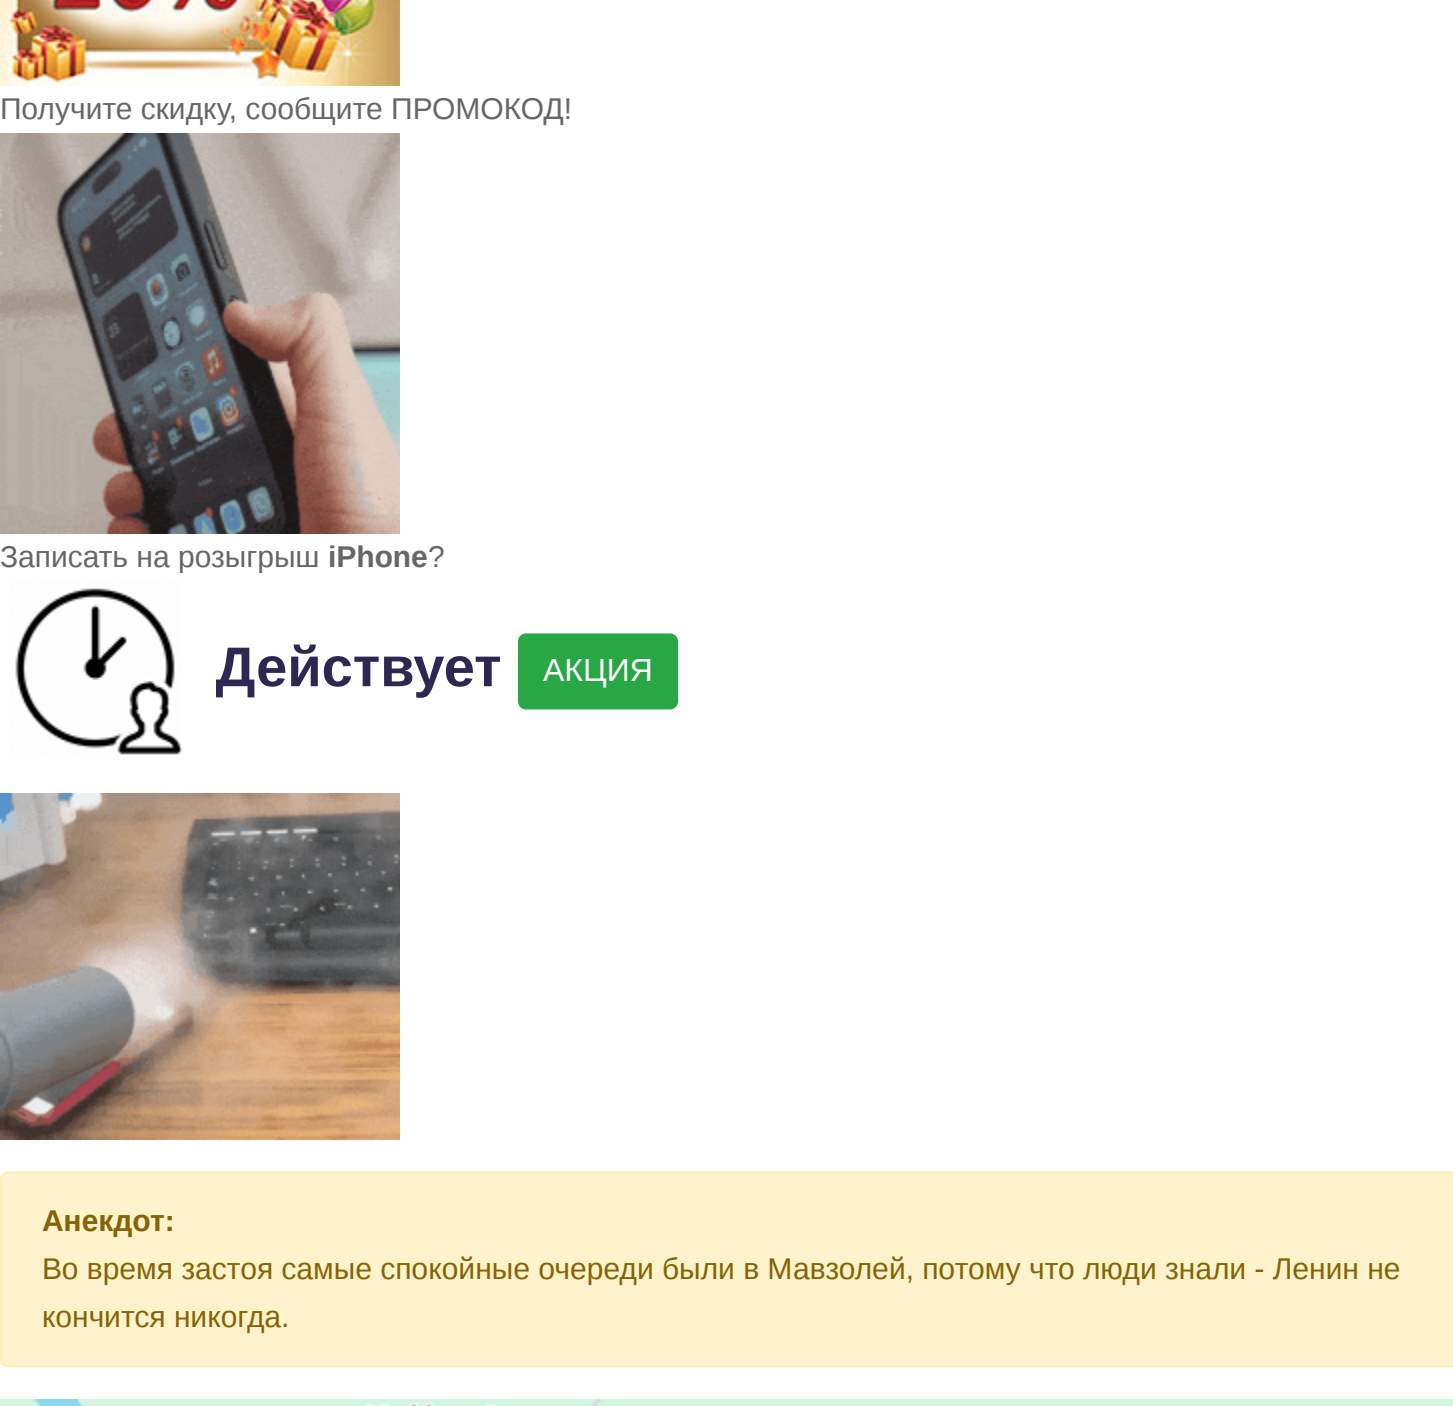 Получите скидку, сообщите ПРОМОКОД!
Записать на розыгрыш iPhone?
Действует АКЦИЯ
Анекдот:
Во время застоя самые спокойные очереди были в Мавзолей, потому что люди знали - Ленин не
кончится никогда.